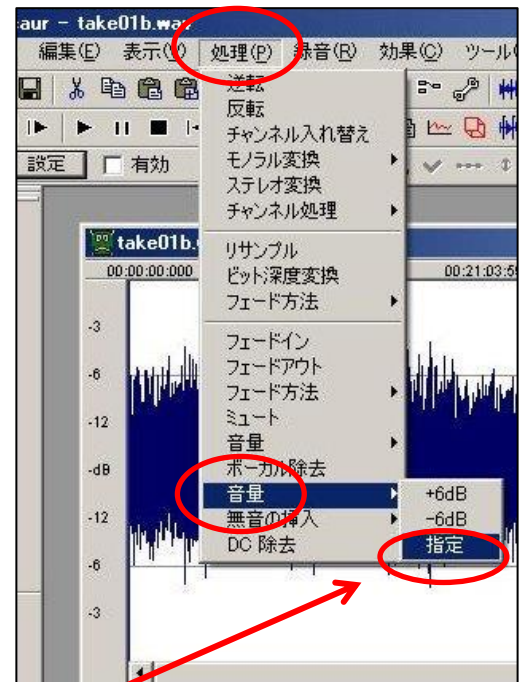 aur - take01b.wav
編集(E) 表示(V) 処理(P) 録音(R) 効果(C) ツール(
設定 有効
逆転
反転
チャンネル入れ替え
モノラル変換
ステレオ変換
チャンネル処理
リサンプル
ビット深度変換
フェード方法
フェードイン
フェードアウト
フェード方法
ミュート
音量
ボーカル除去
音量
無音の挿入
DC 除去
+6dB
-6dB
指定
take01b.
00:00:00:000 00:21:03:5
-3
-6
-12
-dB
-12
-6
-3